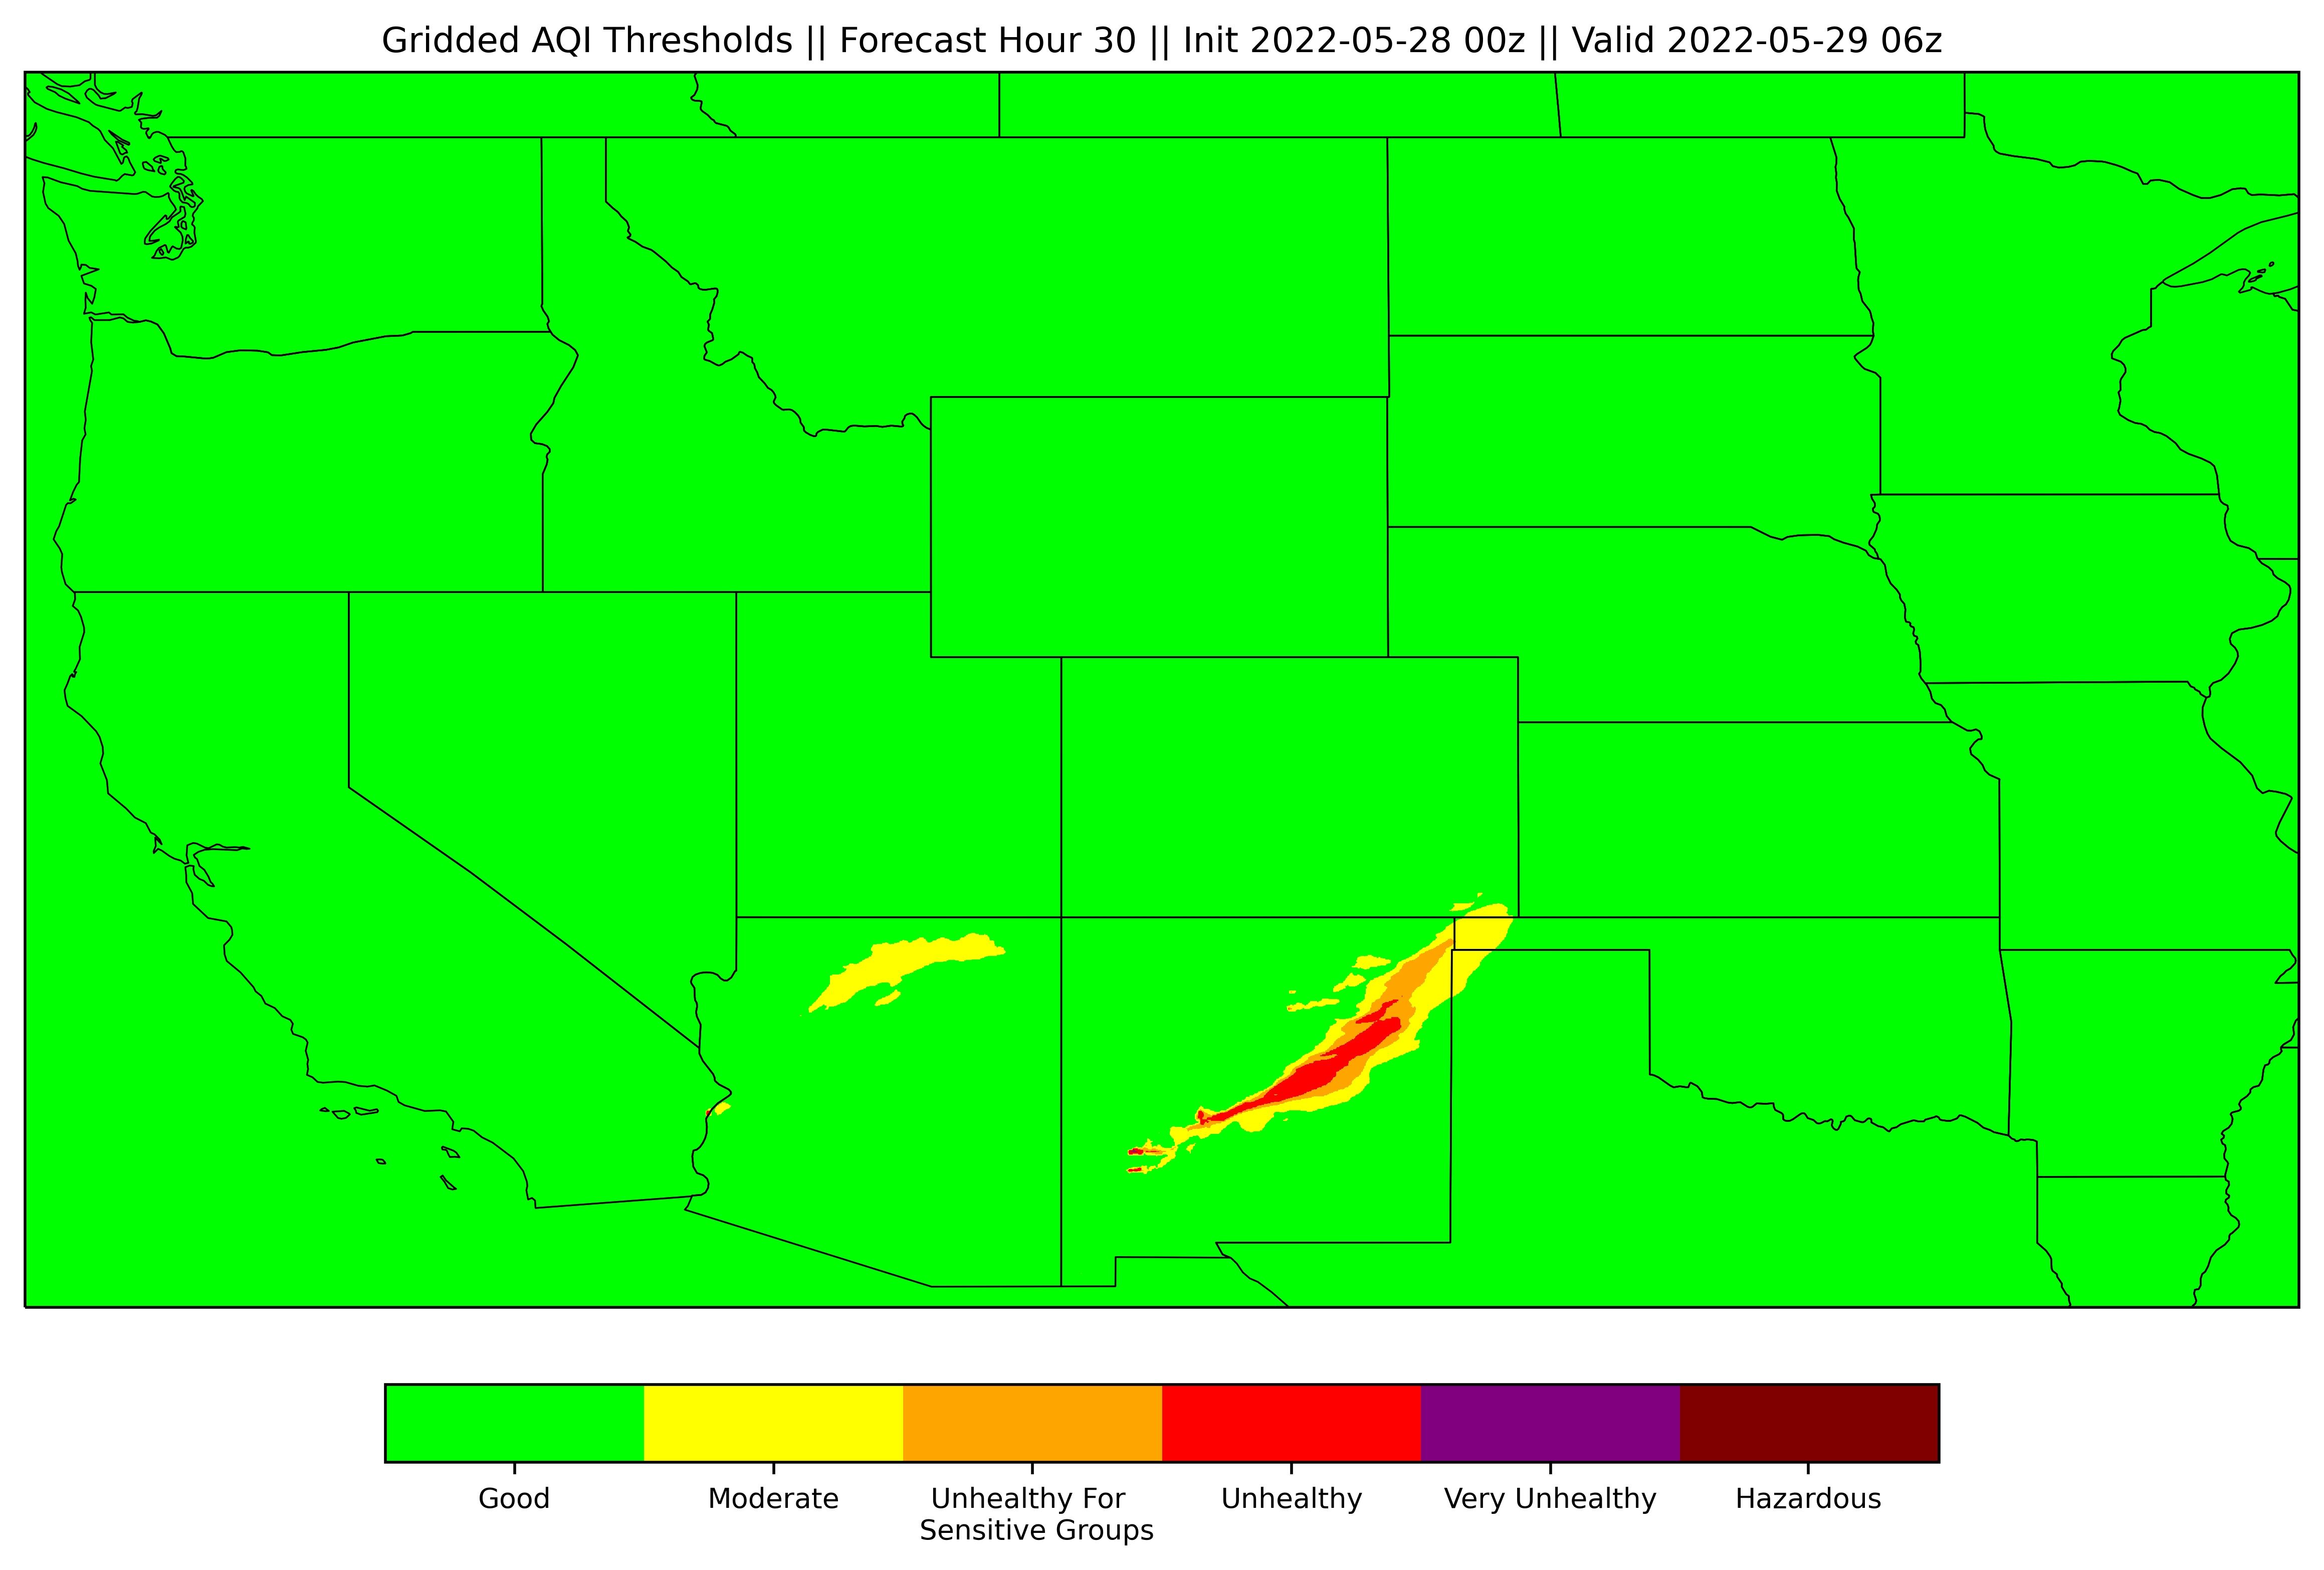 Gridded AQI Thresholds || Forecast Hour 30 || Init 2022-05-28 00z || Valid 2022-05-29 06z
Good
Moderate
Unhealthy For
Sensitive Groups
Unhealthy
Very Unhealthy
Hazardous